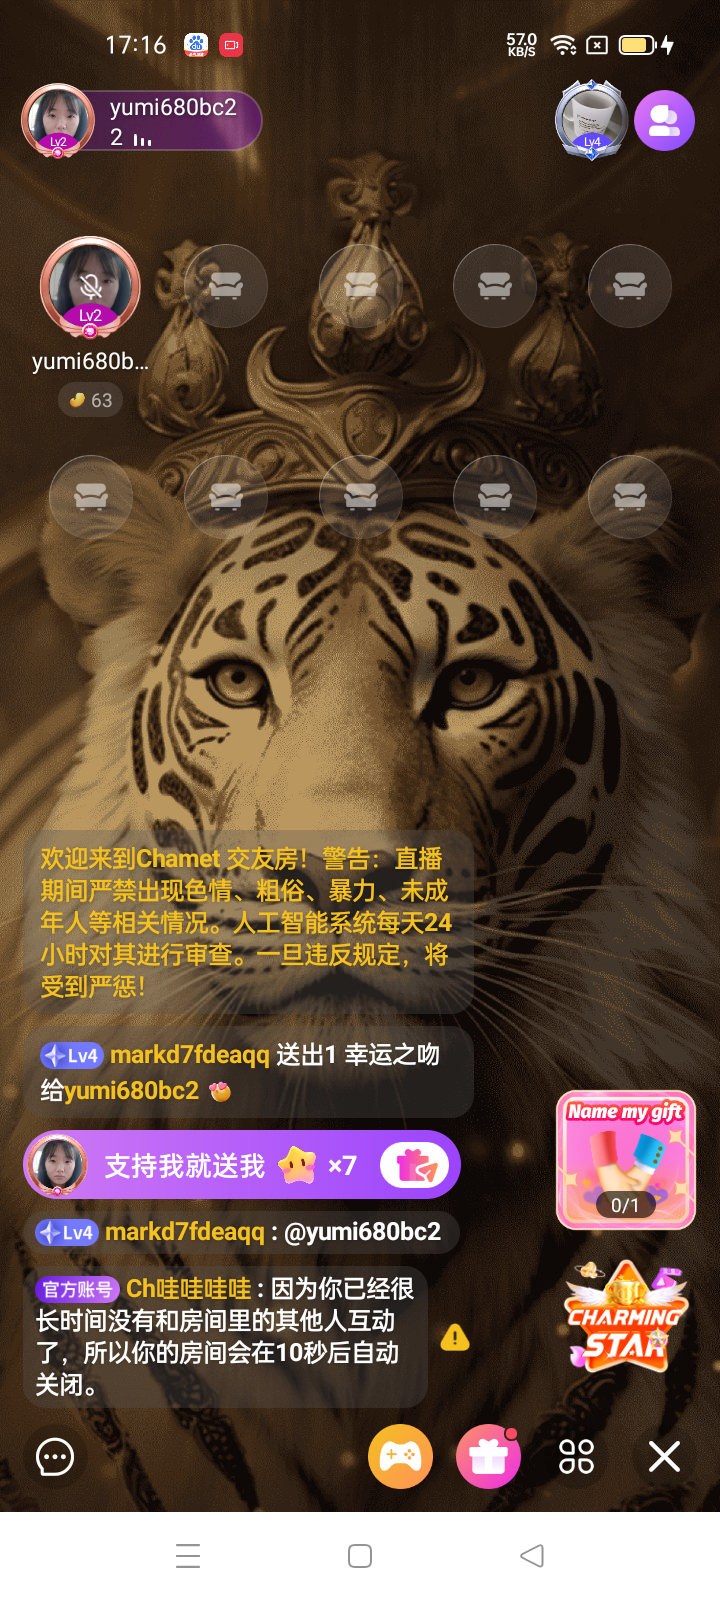 17:16
57.0
KB/S
yumi680bc2
2
Lv2
Lv4
Lv2
yumi680b...
63
欢迎来到Chamet 交友房！警告：直播
期间严禁出现色情、粗俗、暴力、未成
年人等相关情况。人工智能系统每天24
小时对其进行审查。一旦违反规定，将
受到严惩！
Lv4 markd7fdeaqq 送出1 幸运之吻
给yumi680bc2
Name my gift
0/1
支持我就送我 ×7
Lv4 markd7fdeaqq : @yumi680bc2
官方账号 Ch哇哇哇哇 : 因为你已经很
长时间没有和房间里的其他人互动
了，所以你的房间会在10秒后自动
关闭。
CHARMING
STAR